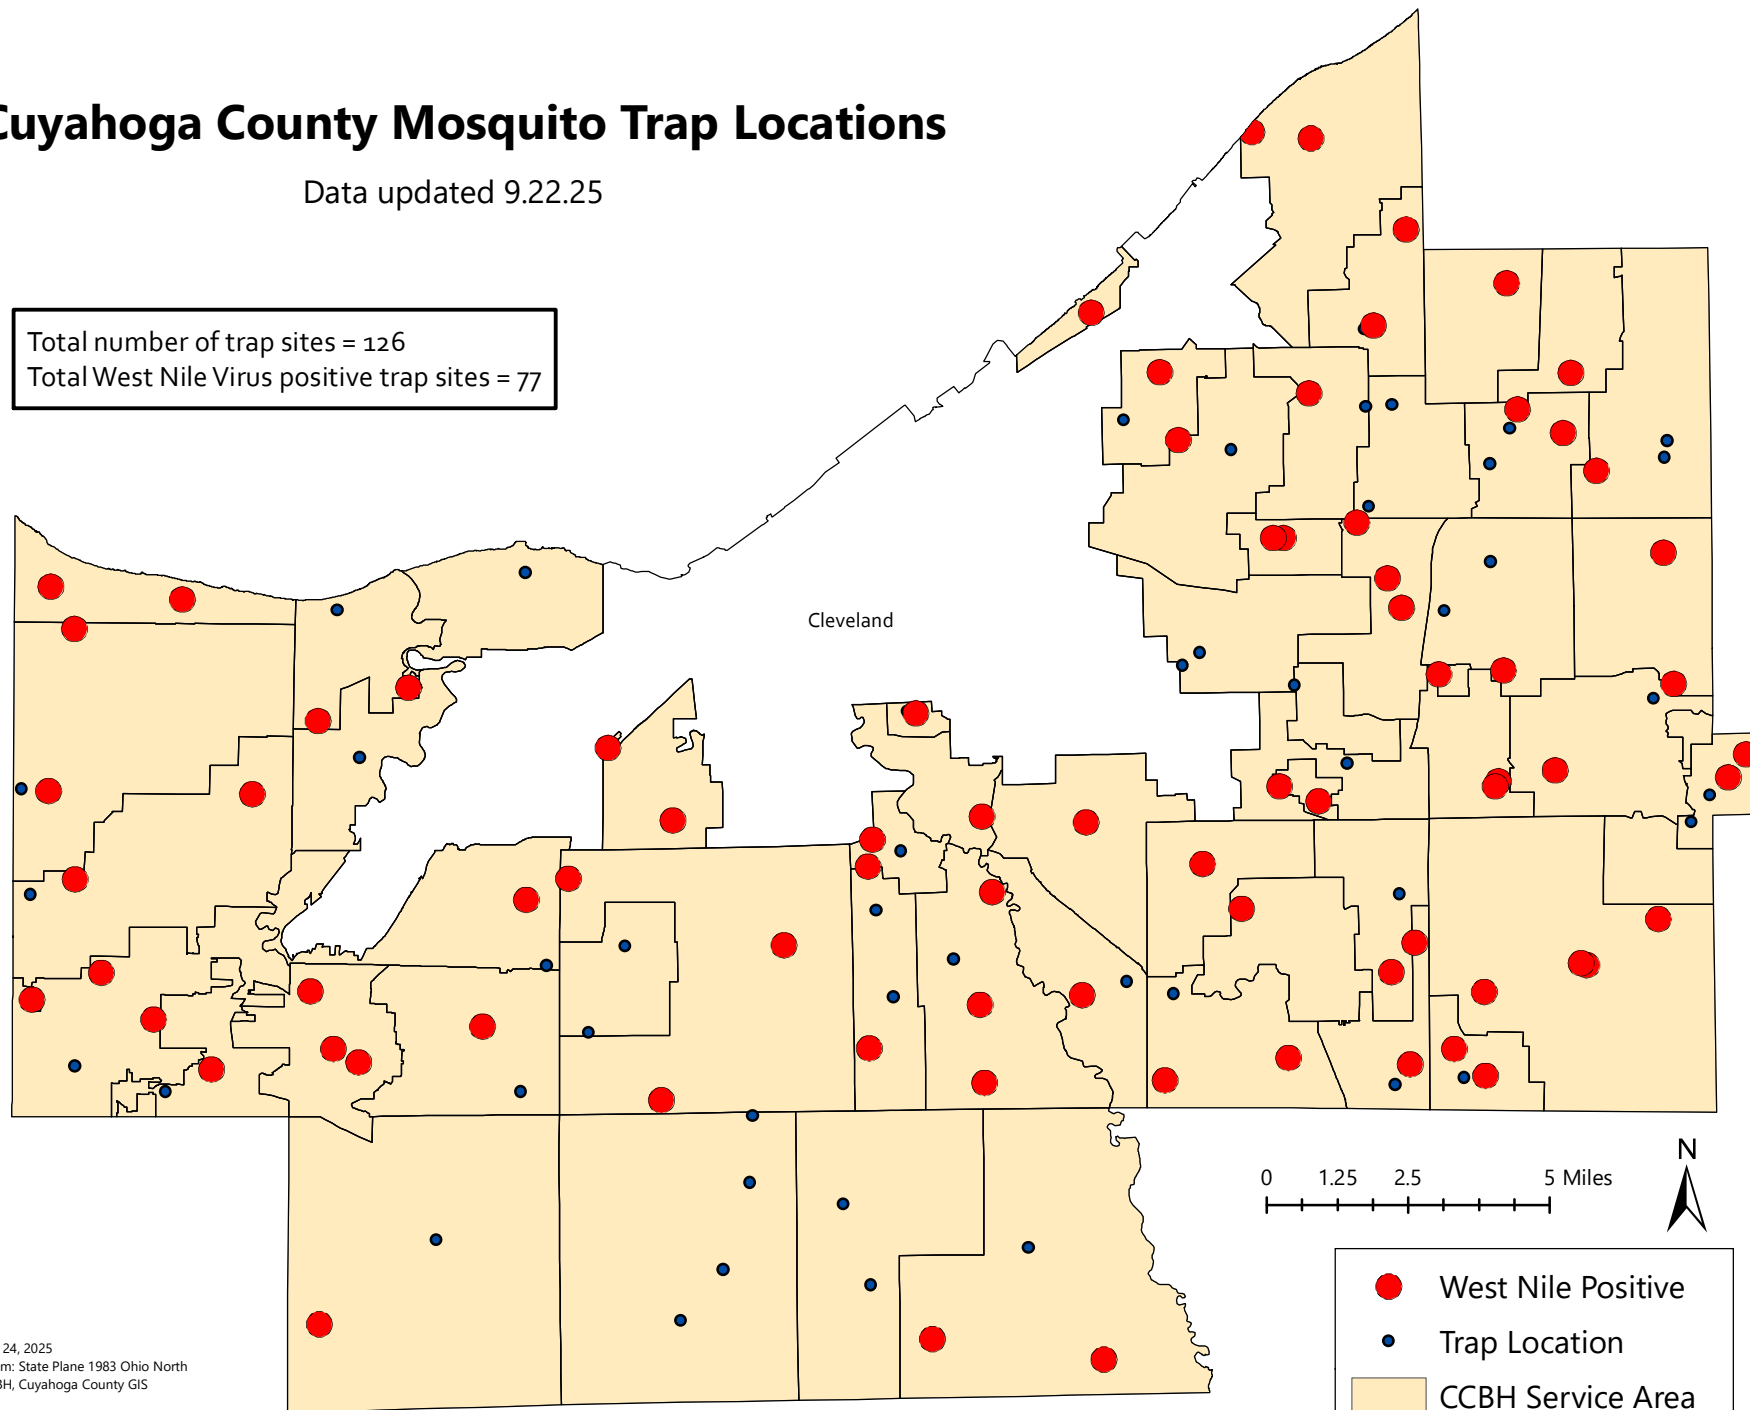 Cuyahoga County Mosquito Trap Locations
Data updated 9.22.25
Total number of trap sites = 126
Total West Nile Virus positive trap sites = 77
Cleveland
N
0 1.25 2.5 5 Miles
West Nile Positive
Trap Location
CCBH Service Area
24, 2025
m: State Plane 1983 Ohio North
BH, Cuyahoga County GIS